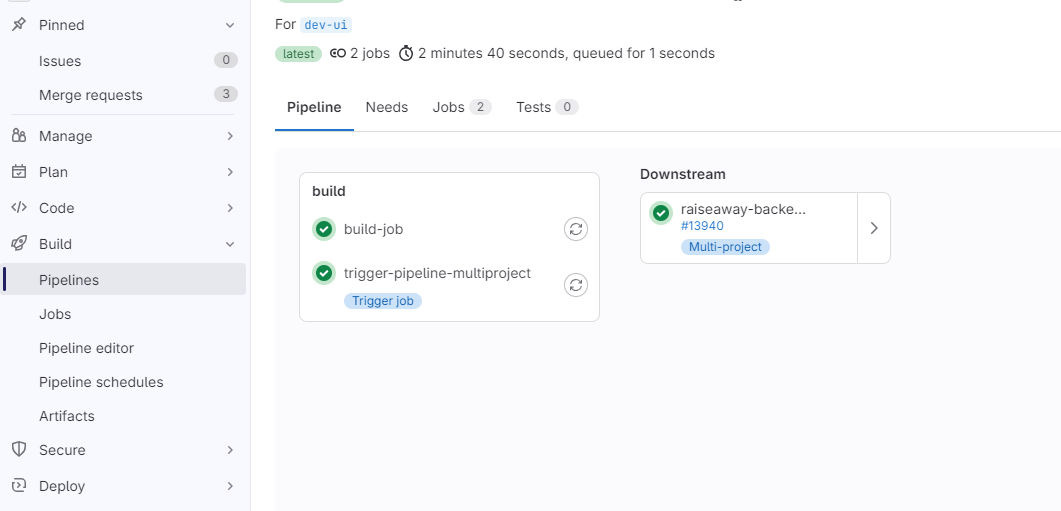 Pinned
Issues 0
Merge requests 3
Manage
Plan
Code
Build
Pipelines
Jobs
Pipeline editor
Pipeline schedules
Artifacts
Secure
Deploy
For dev-ui
latest 2 jobs 2 minutes 40 seconds, queued for 1 seconds
Pipeline Needs Jobs 2 Tests 0
build
build-job
trigger-pipeline-multiproject
Trigger job
Downstream
raiseaway-backe...
#13940
Multi-project